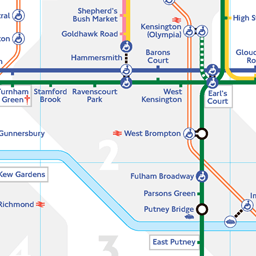 Shepherd's
Bush Market
Goldhawk Road
Hammersmith
Kensington
(Olympia)
High S
Barons
Court
Glou
Ro
Turnham
Green
Stamford
Brook
Ravenscourt
Park
West
Kensington
Earl's
Court
Gunnersbury
West Brompton
2
Kew Gardens
Fulham Broadway
Parsons Green
Putney Bridge
Richmond
Im
W
East Putney
3
4